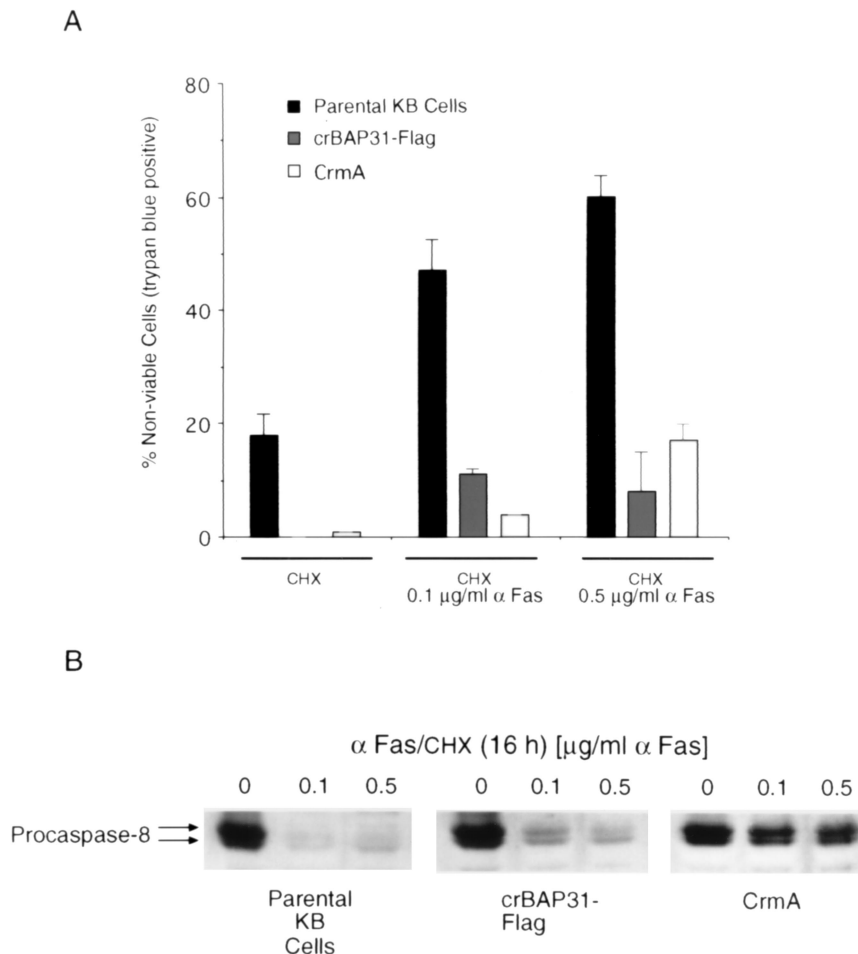 A
80
60
40
20
0
% Non-viable Cells (trypan blue positive)
Parental KB Cells
crBAP31-Flag
CrmA
CHX
CHX
0.1 µg/ml α Fas
CHX
0.5 µg/ml α Fas
B
α Fas/CHX (16 h) [µg/ml α Fas]
0 0.1 0.5 0 0.1 0.5 0 0.1 0.5
Procaspase-8
Parental
KB
Cells
crBAP31-
Flag
CrmA